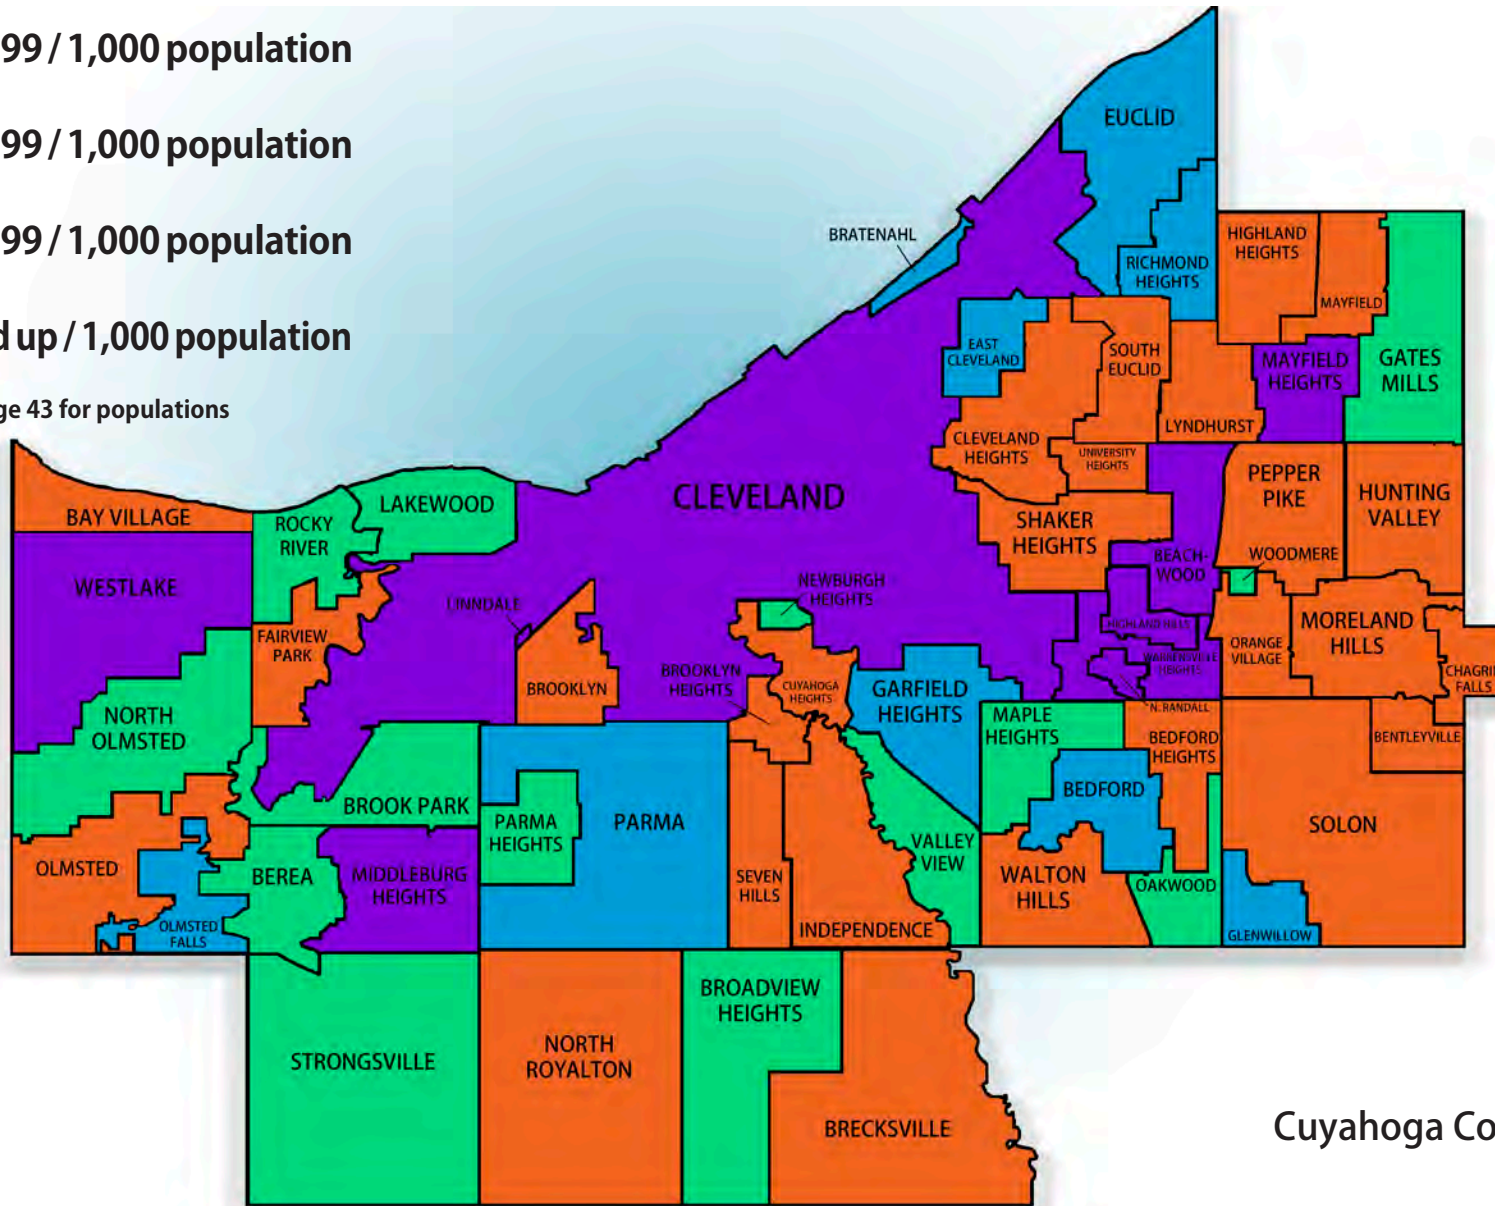 99 / 1,000 population
99 / 1,000 population
99 / 1,000 population
d up / 1,000 population
ge 43 for populations
EUCLID
BRATENAHL
RICHMOND
HEIGHTS
HIGHLAND
HEIGHTS
MAYFIELD
EAST
CLEVELAND
SOUTH
EUCLID
MAYFIELD
HEIGHTS
GATES
MILLS
LYNDHURST
CLEVELAND
HEIGHTS
UNIVERSITY
HEIGHTS
PEPPER
PIKE
HUNTING
VALLEY
CLEVELAND
BAY VILLAGE
ROCKY
RIVER
LAKEWOOD
SHAKER
HEIGHTS
BEACH-
WOOD
WOODMERE
WESTLAKE
LINNDALE
NEWBURGH
HEIGHTS
HIGHLAND HILLS
MORELAND
HILLS
FAIRVIEW
PARK
ORANGE
VILLAGE
WARRENSVILLE
HEIGHTS
CHAGRI
FALLS
BROOKLYN
BROOKLYN
HEIGHTS
CUYAHOGA
HEIGHTS
GARFIELD
HEIGHTS
N. RANDALL
NORTH
OLMSTED
MAPLE
HEIGHTS
BEDFORD
HEIGHTS
BENTLEYVILLE
BROOK PARK
PARMA
HEIGHTS
PARMA
BEDFORD
SOLON
VALLEY
VIEW
OLMSTED
BEREA
MIDDLEBURG
HEIGHTS
SEVEN
HILLS
WALTON
HILLS
OAKWOOD
OLMSTED
FALLS
INDEPENDENCE
GLENWILLOW
BROADVIEW
HEIGHTS
STRONGSVILLE
NORTH
ROYALTON
BRECKSVILLE
Cuyahoga Co